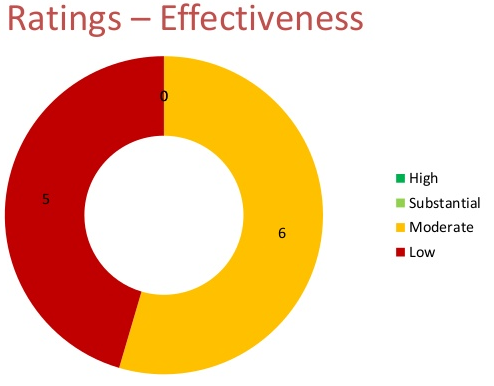 Ratings – Effectiveness
0
5
6
High
Substantial
Moderate
Low